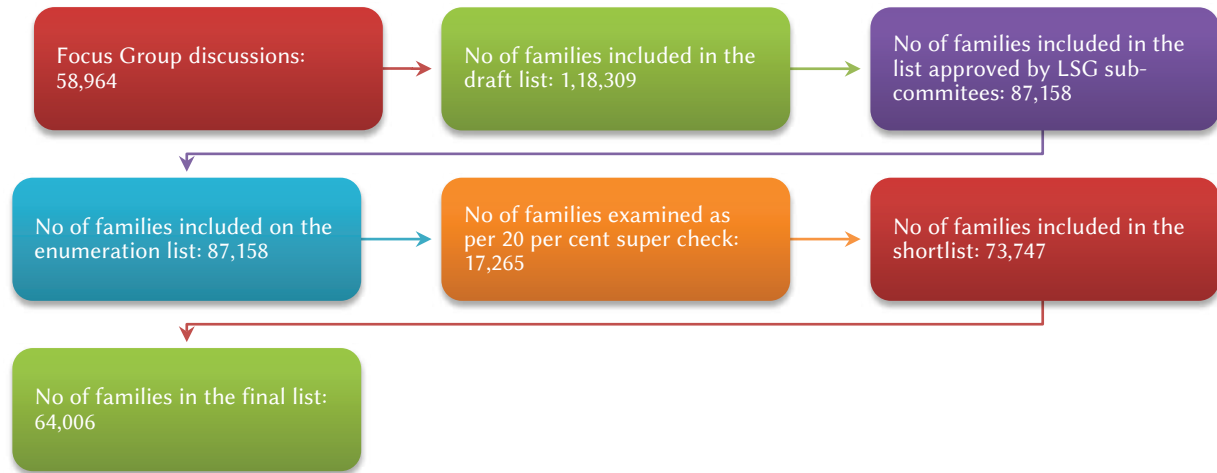 Focus Group discussions:
58,964
No of families included in the
draft list: 1,18,309
No of families included in the
list approved by LSG sub-
commitees: 87,158
No of families included on the
enumeration list: 87,158
No of families examined as
per 20 per cent super check:
17,265
No of families included in the
shortlist: 73,747
No of families in the final list:
64,006